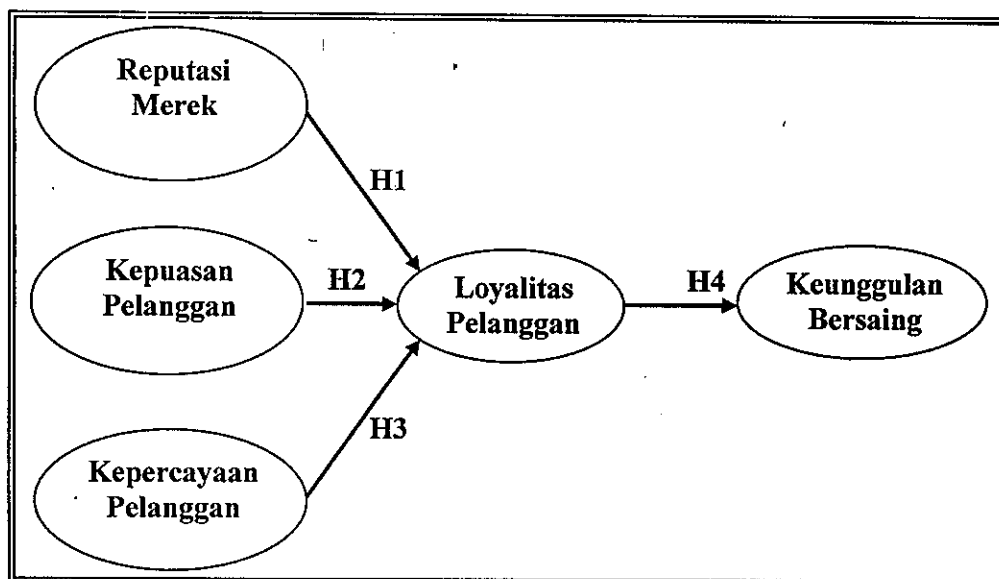 Reputasi
Merek
H1
Kepuasan
Pelanggan
H2
Loyalitas
Pelanggan
H4
Keunggulan
Bersaing
H3
Kepercayaan
Pelanggan